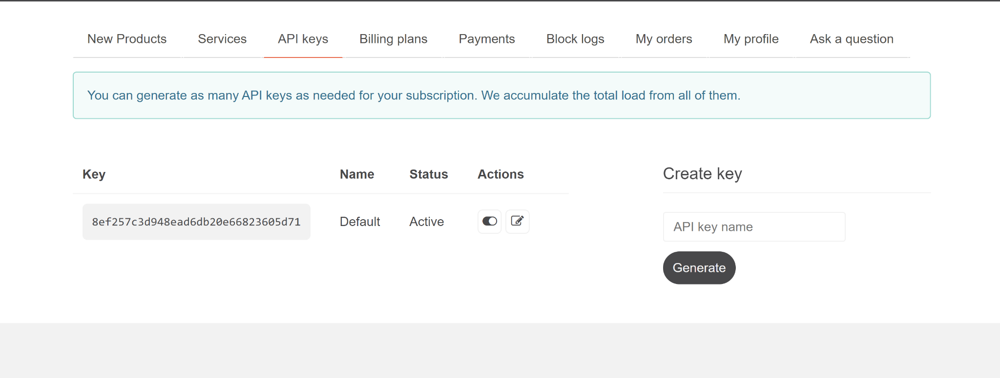 New Products Services API keys Billing plans Payments Block logs My orders My profile Ask a question
You can generate as many API keys as needed for your subscription. We accumulate the total load from all of them.
Key Name Status Actions
8ef257c3d948ead6db20e66823605d71 Default Active
Create key
API key name
Generate